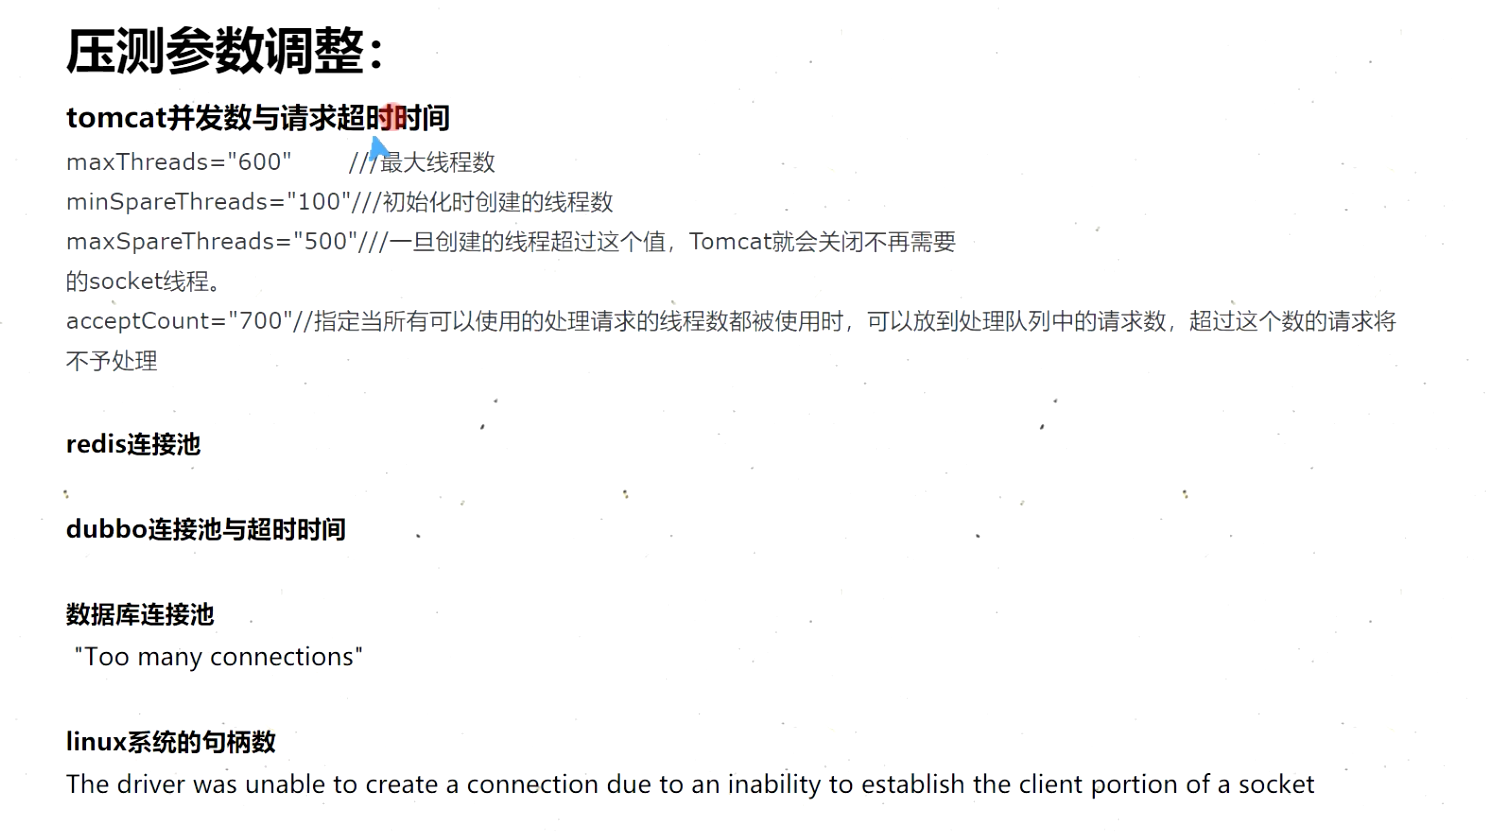 压测参数调整：
tomcat并发数与请求超时时间
maxThreads="600" ///最大线程数
minSpareThreads="100"///初始化时创建的线程数
maxSpareThreads="500"///一旦创建的线程超过这个值，Tomcat就会关闭不再需要
的socket线程。
acceptCount="700"//指定当所有可以使用的处理请求的线程数都被使用时，可以放到处理队列中的请求数，超过这个数的请求将
不予处理
redis连接池
dubbo连接池与超时时间
数据库连接池
"Too many connections"
linux系统的句柄数
The driver was unable to create a connection due to an inability to establish the client portion of a socket